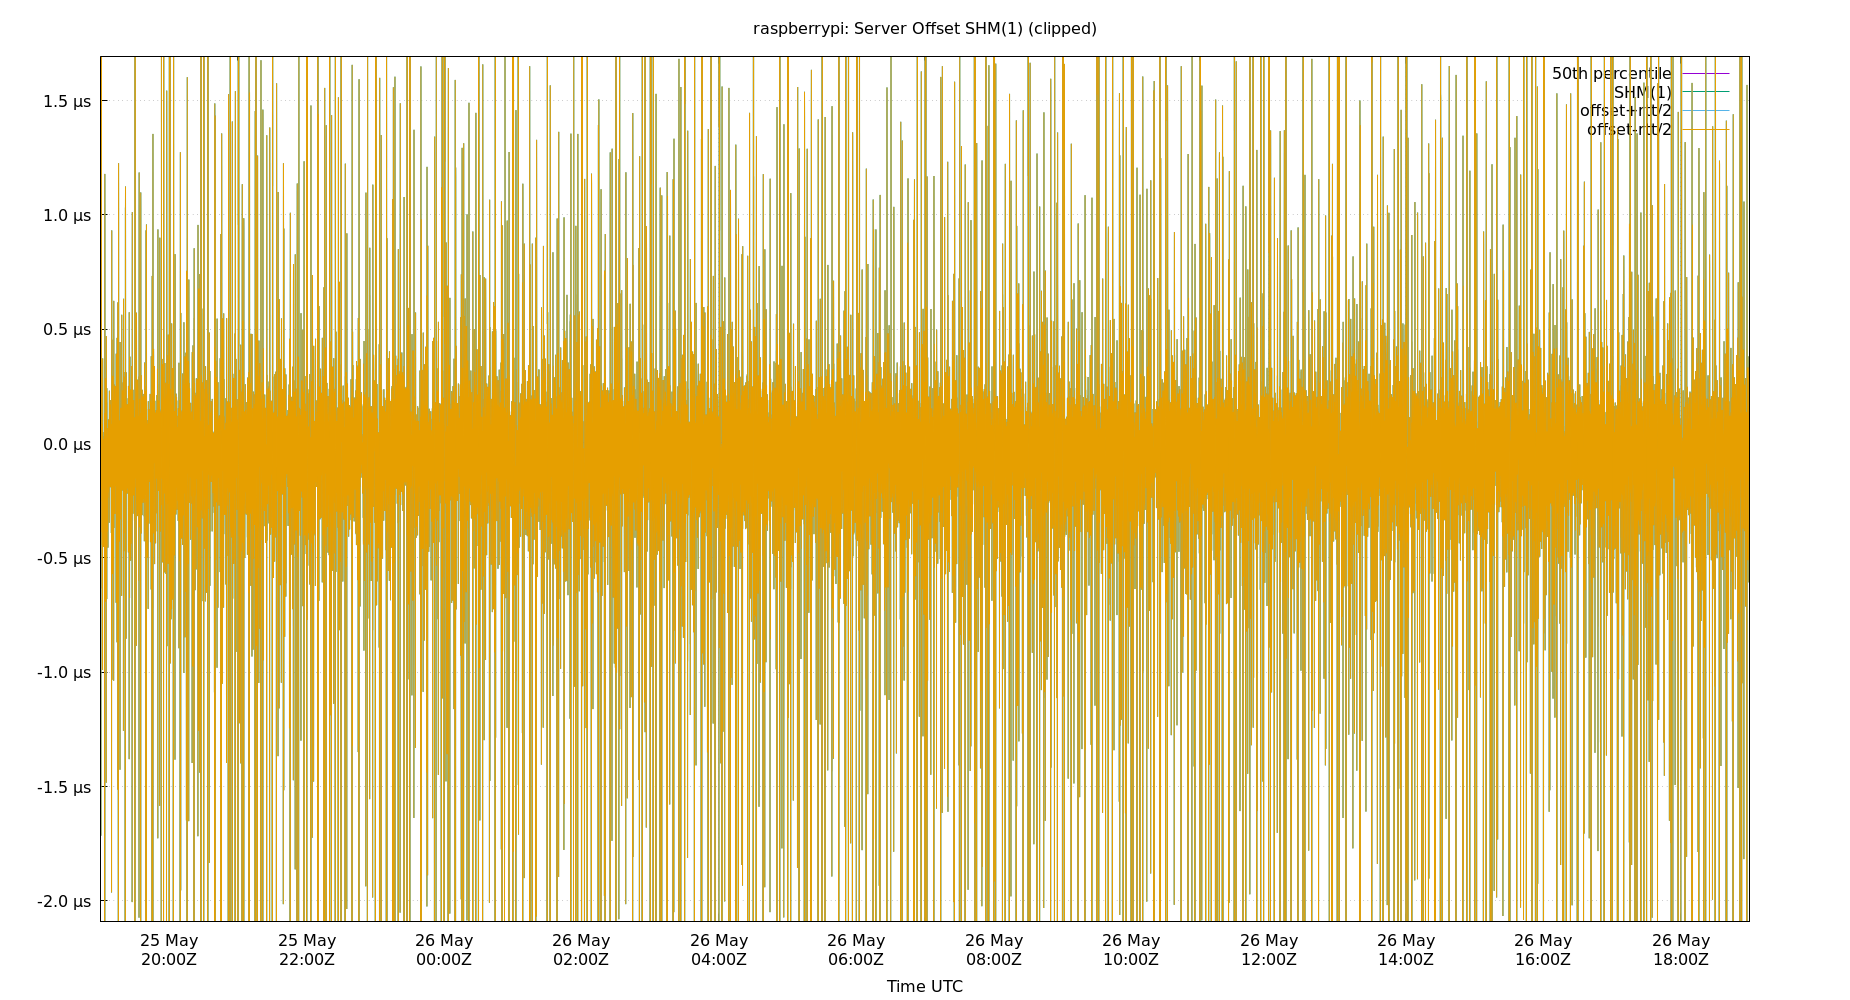 raspberrypi: Server Offset SHM(1) (clipped)
50th percentile
SHM(1)
offset+rtt/2
offset-rtt/2
1.5 µs
1.0 µs
0.5 µs
0.0 µs
-0.5 µs
-1.0 µs
-1.5 µs
-2.0 µs
25 May 25 May 26 May 26 May 26 May 26 May 26 May 26 May 26 May 26 May 26 May 26 May
20:00Z 22:00Z 00:00Z 02:00Z 04:00Z 06:00Z 08:00Z 10:00Z 12:00Z 14:00Z 16:00Z 18:00Z
Time UTC